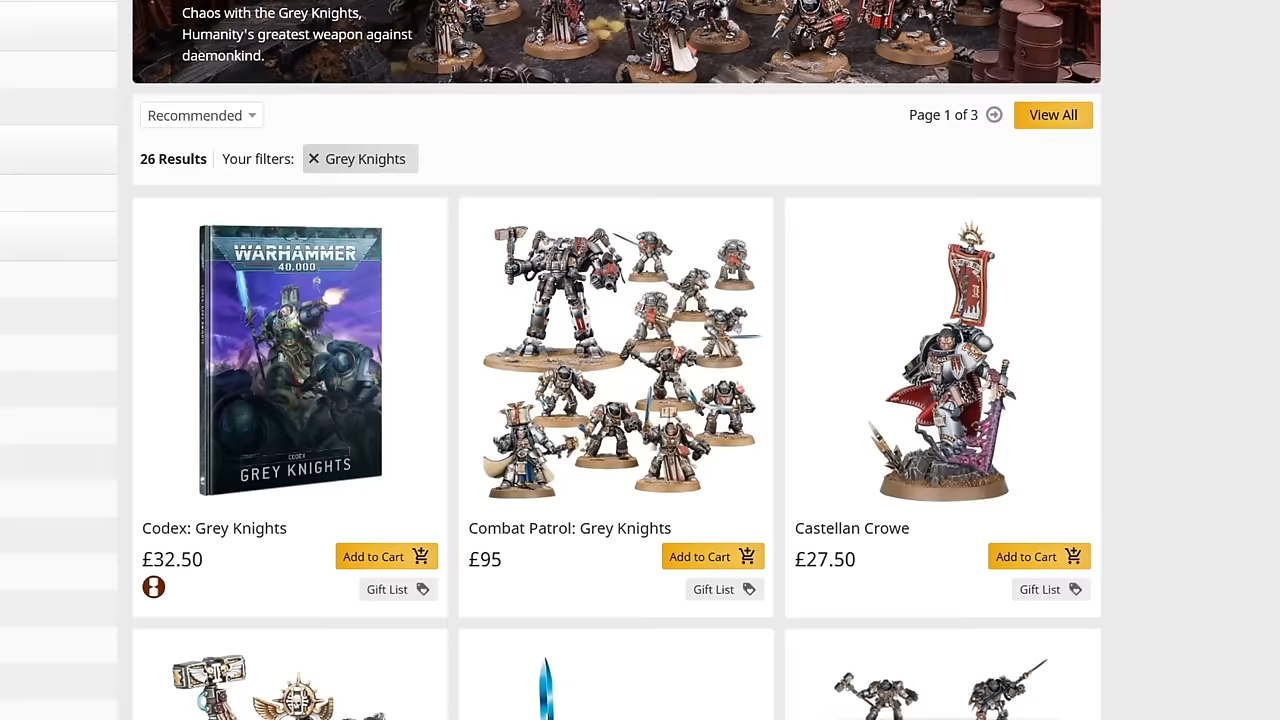 Chaos with the Grey Knights,
Humanity's greatest weapon against
daemonkind.
Recommended
Page 1 of 3
View All
26 Results
Your filters:
✕ Grey Knights
WARHAMMER
40,000
CODEX
GREY KNIGHTS
Codex: Grey Knights
£32.50
Add to Cart
Gift List
Combat Patrol: Grey Knights
£95
Add to Cart
Gift List
Castellan Crowe
£27.50
Add to Cart
Gift List